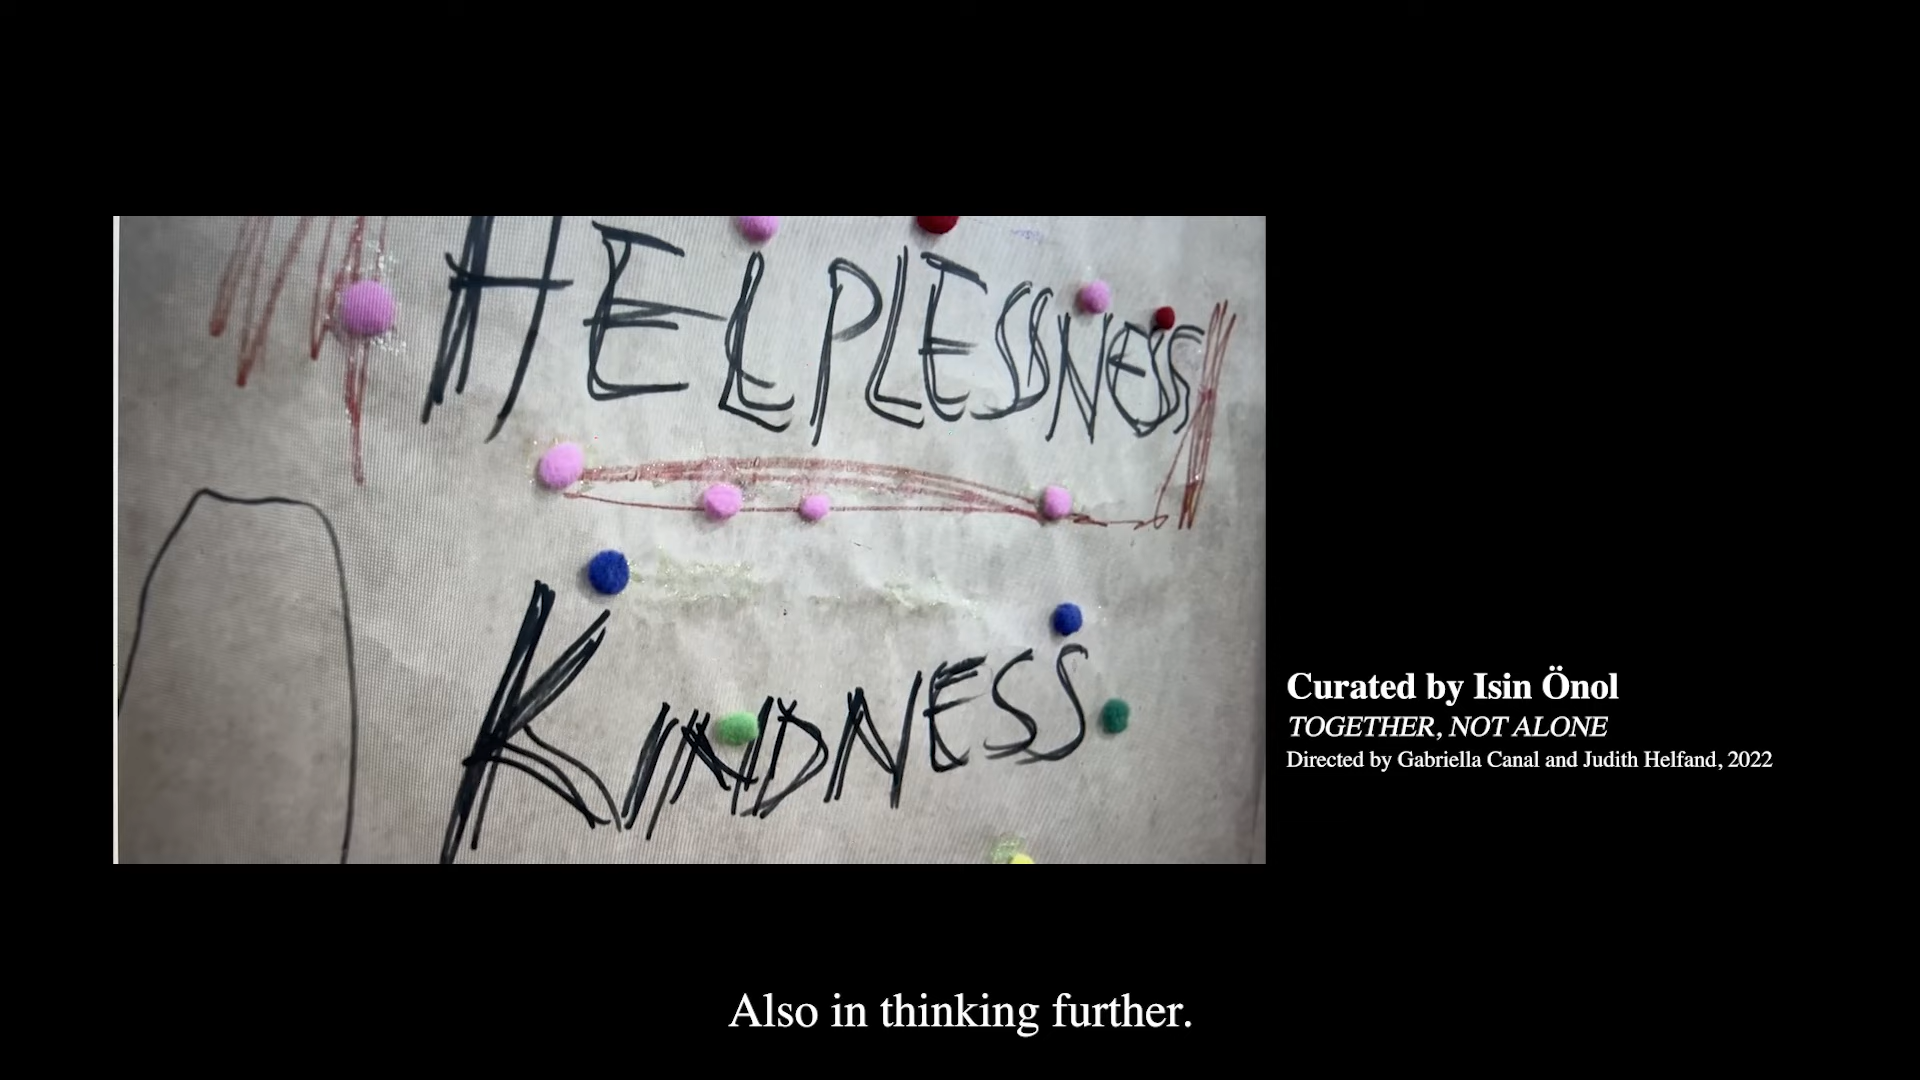 HELPLESSNESS
KINDNESS
Curated by Isin Önol
TOGETHER, NOT ALONE
Directed by Gabriella Canal and Judith Helfand, 2022
Also in thinking further.